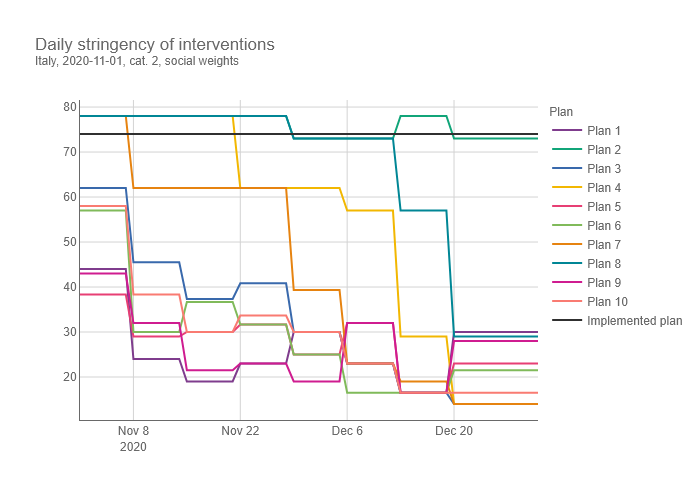 Daily stringency of interventions
Italy, 2020-11-01, cat. 2, social weights
80
70
60
50
40
30
20
Nov 8
2020
Nov 22
Dec 6
Dec 20
Plan
Plan 1
Plan 2
Plan 3
Plan 4
Plan 5
Plan 6
Plan 7
Plan 8
Plan 9
Plan 10
Implemented plan